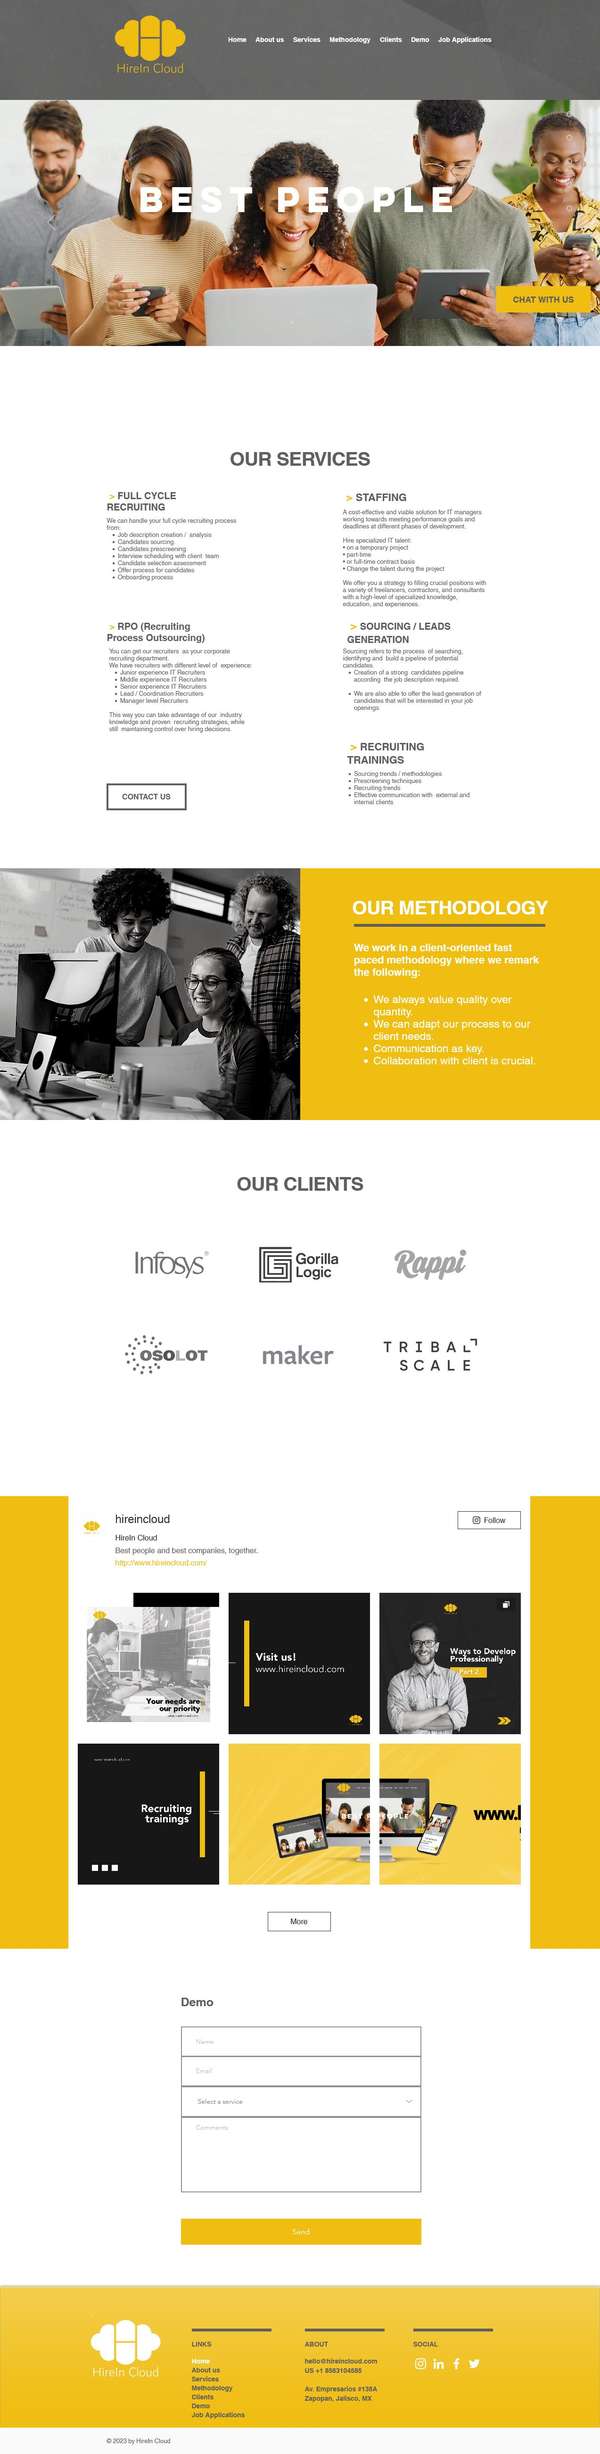 HireIn Cloud
Home About us Services Methodology Clients Demo Job Applications
BEST PEOPLE
CHAT WITH US
OUR SERVICES
> FULL CYCLE
RECRUITING
We can handle your full cycle recruiting process
from:
• Job description creation / analysis
• Candidates sourcing
• Candidates prescreening
• Interview scheduling with client team
• Candidate selection assessment
• Offer process for candidates
• Onboarding process
> STAFFING
A cost-effective and viable solution for IT managers
working towards meeting performance goals and
deadlines at different phases of development.
Hire specialized IT talent:
• on a temporary project
• part-time
• or full-time contract basis
• Change the talent during the project
We offer you a strategy to filling crucial positions with
a variety of freelancers, contractors, and consultants
with a high-level of specialized knowledge,
education, and experiences.
> RPO (Recruiting
Process Outsourcing)
You can get our recruiters as your corporate
recruiting department.
We have recruiters with different level of experience:
• Junior experience IT Recruiters
• Middle experience IT Recruiters
• Senior experience IT Recruiters
• Lead / Coordination Recruiters
• Manager level Recruiters
This way you can take advantage of our industry
knowledge and proven recruiting strategies, while
still maintaining control over hiring decisions.
> SOURCING / LEADS
GENERATION
Sourcing refers to the process of searching,
identifying and build a pipeline of potential
candidates.
• Creation of a strong candidates pipeline
according the job description required.
• We are also able to offer the lead generation of
candidates that will be interested in your job
openings
> RECRUITING
TRAININGS
• Sourcing trends / methodologies
• Prescreening techniques
• Recruiting trends
• Effective communication with external and
internal clients
CONTACT US
OUR METHODOLOGY
We work in a client-oriented fast
paced methodology where we remark
the following:
• We always value quality over
quantity.
• We can adapt our process to our
client needs.
• Communication as key.
• Collaboration with client is crucial.
OUR CLIENTS
Infosys®
Gorilla
Logic
Rappi
OSOLOT
maker
TRIBAL
SCALE
hireincloud
Follow
HireIn Cloud
Best people and best companies, together.
http://www.hireincloud.com/
Your needs are
our priority
Visit us!
www.hireincloud.com
Ways to Develop
Professionally
Part 2
Recruiting
trainings
BEST PEOPLE
www.
More
Demo
Name
Email
Select a service
Comments
Send
HireIn Cloud
LINKS
Home
About us
Services
Methodology
Clients
Demo
Job Applications
ABOUT
hello@hireincloud.com
US +1 8583104585
Av. Empresarios #135A
Zapopan, Jalisco, MX
SOCIAL
© 2023 by HireIn Cloud